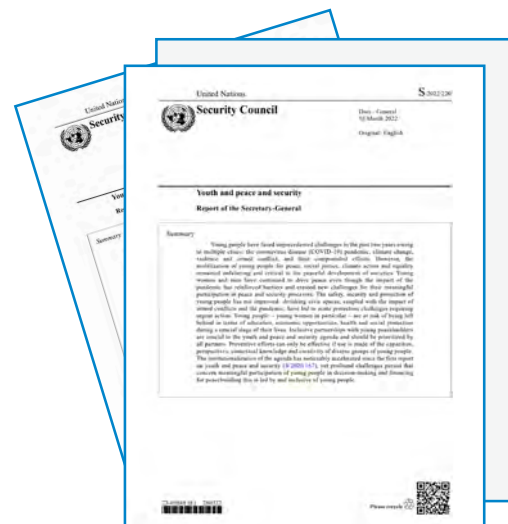 United Nations
S/2022/220
Security Council
Distr.: General
Original: English
Youth and peace and security
Report of the Secretary-General
Summary
Young people have faced unprecedented challenges in the past two years owing
to multiple crises: the coronavirus disease (COVID-19) pandemic, climate change,
violence and armed conflict, and their compounded effects. However, the
mobilization of young people for peace, social justice, climate action and equality
remained unfaltering and critical to the peaceful development of societies. Young
women and men have continued to drive peace even though the impact of the
pandemic has reinforced barriers and created new challenges for their meaningful
participation in peace and security processes. The safety, security and protection of
young people has not improved: dwindling civic spaces, coupled with the impact of
armed conflicts and the pandemic, have led to some protection challenges requiring
urgent action. Young people – young women in particular – are at risk of being left
behind in terms of education, economic opportunities, health and social protection
during a crucial stage of their lives. Inclusive partnerships with young peacebuilders
are crucial to the youth and peace and security agenda and should be prioritized by
all partners. Preventive efforts can only be effective if use is made of the capacities,
perspectives, contextual knowledge and creativity of diverse groups of young people.
The institutionalization of the agenda has noticeably accelerated since the first report
on youth and peace and security (S/2020/167), yet profound challenges persist that
concern meaningful participation of young people in decision-making and financing
for peacebuilding that is led by and inclusive of young people.
Please recycle
United Nations
Security
Summary